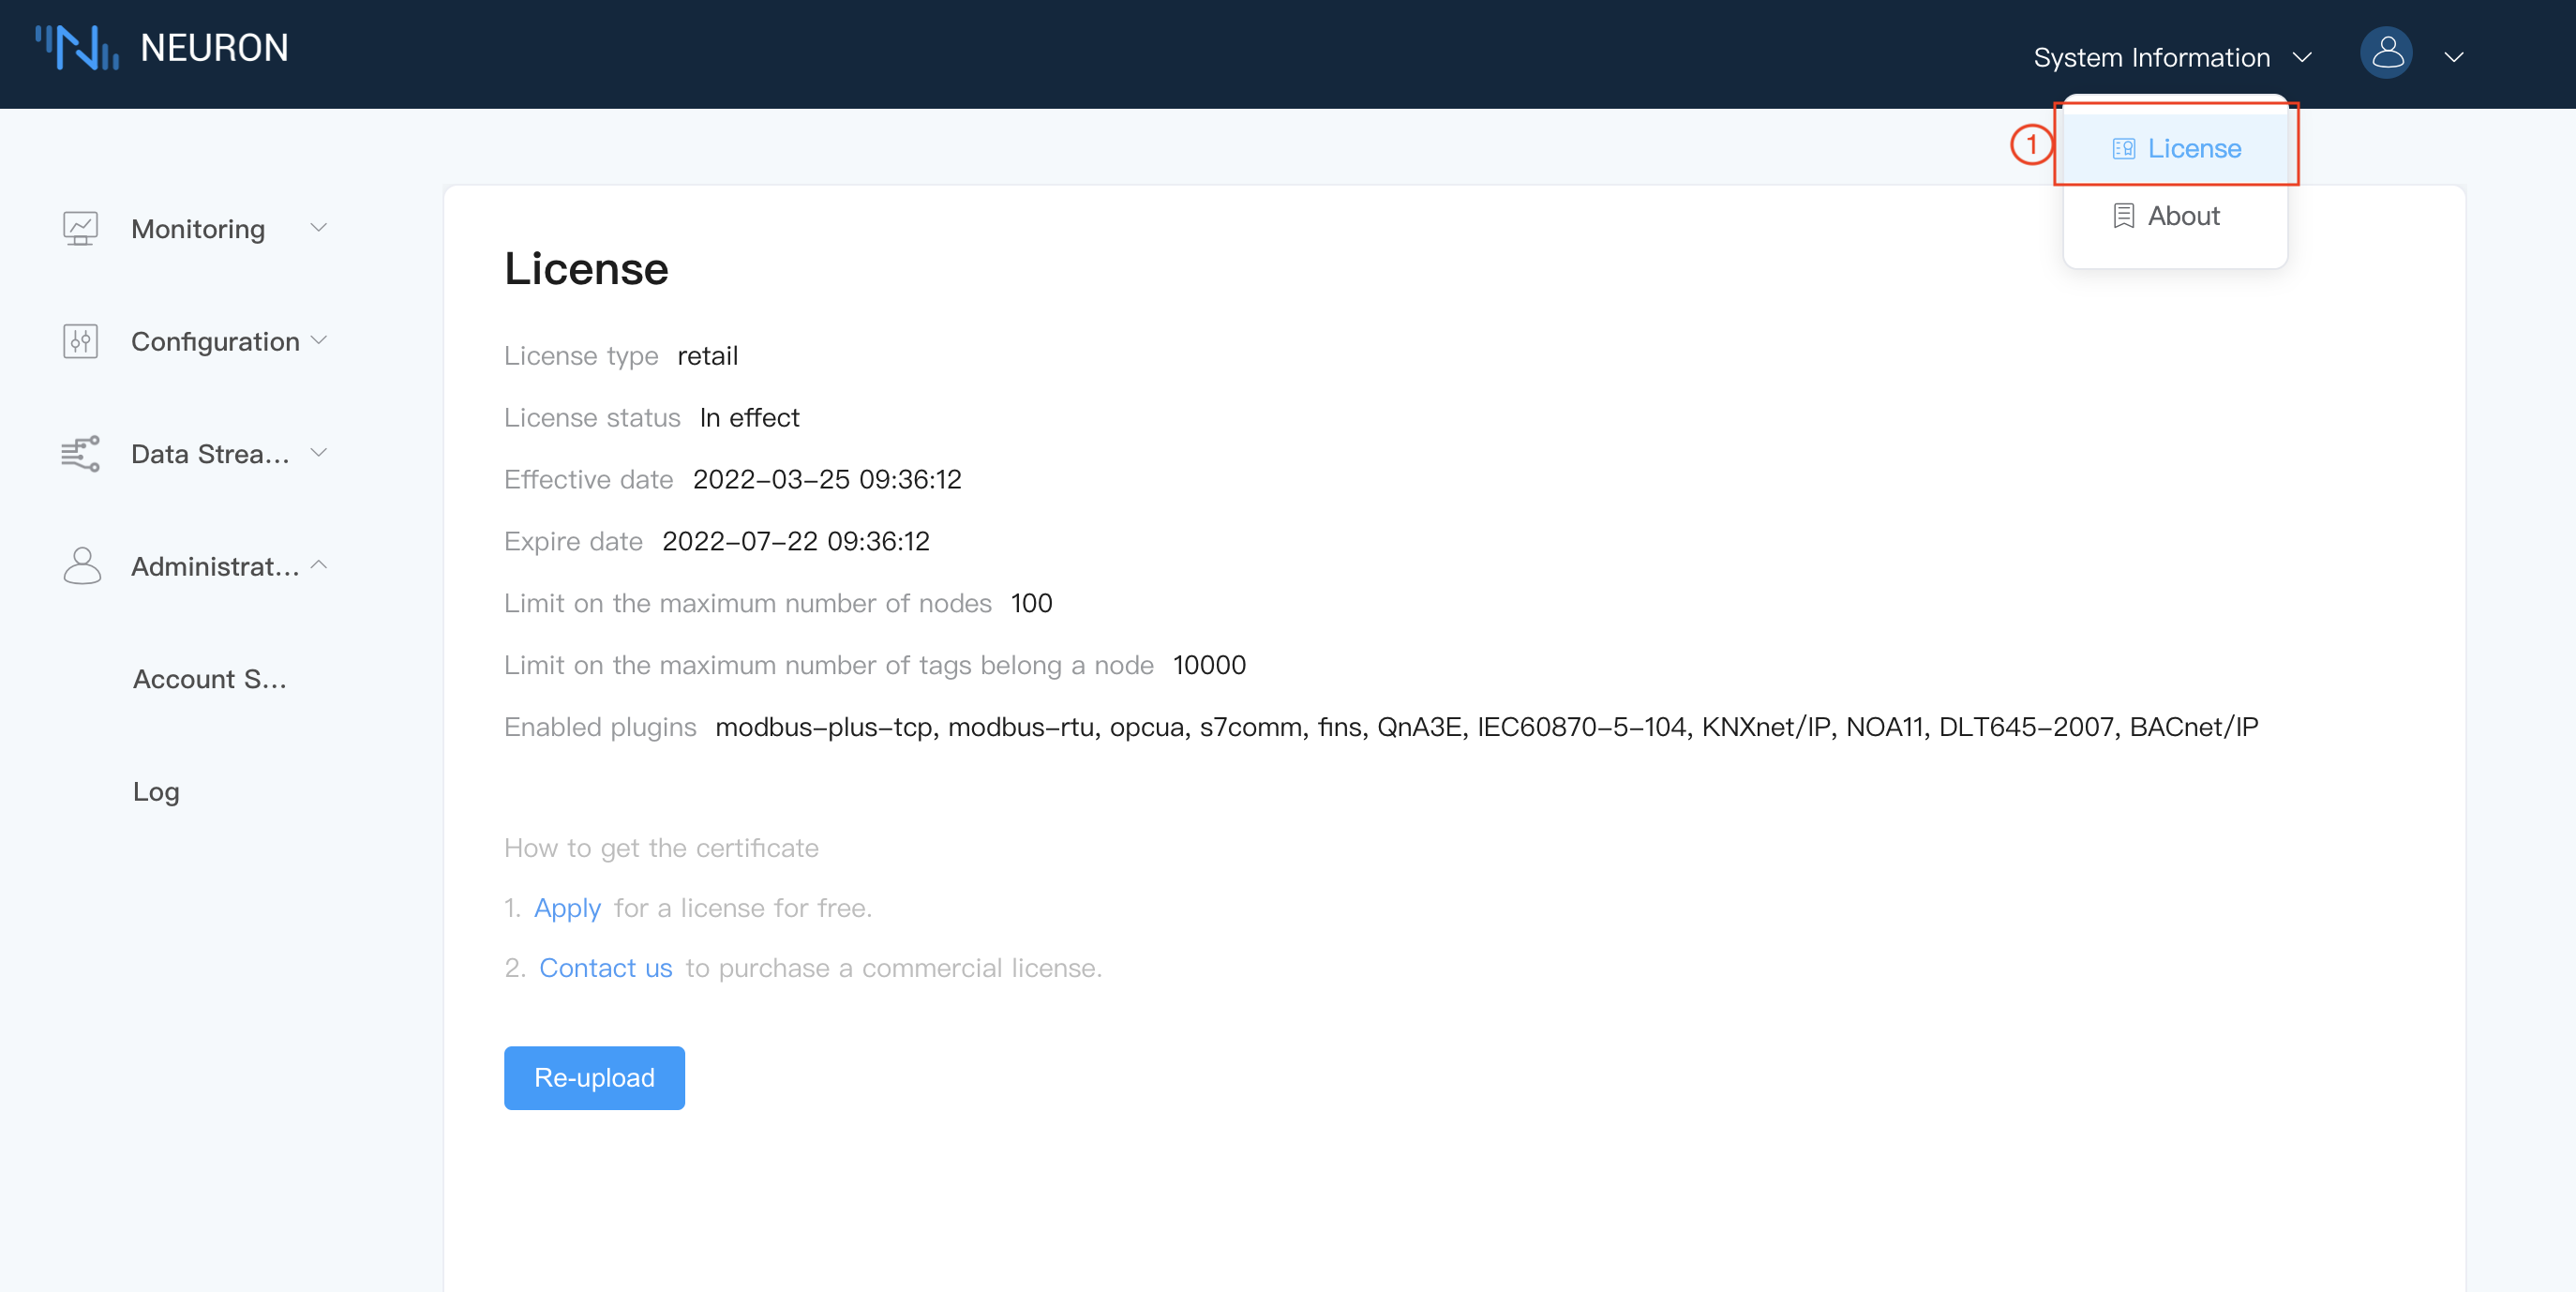 NEURON
System Information
1
License
About
Monitoring
Configuration
Data Strea...
Administrat...
Account S...
Log
License
License type retail
License status In effect
Effective date 2022-03-25 09:36:12
Expire date 2022-07-22 09:36:12
Limit on the maximum number of nodes 100
Limit on the maximum number of tags belong a node 10000
Enabled plugins modbus-plus-tcp, modbus-rtu, opcua, s7comm, fins, QnA3E, IEC60870-5-104, KNXnet/IP, NOA11, DLT645-2007, BACnet/IP
How to get the certificate
1. Apply for a license for free.
2. Contact us to purchase a commercial license.
Re-upload